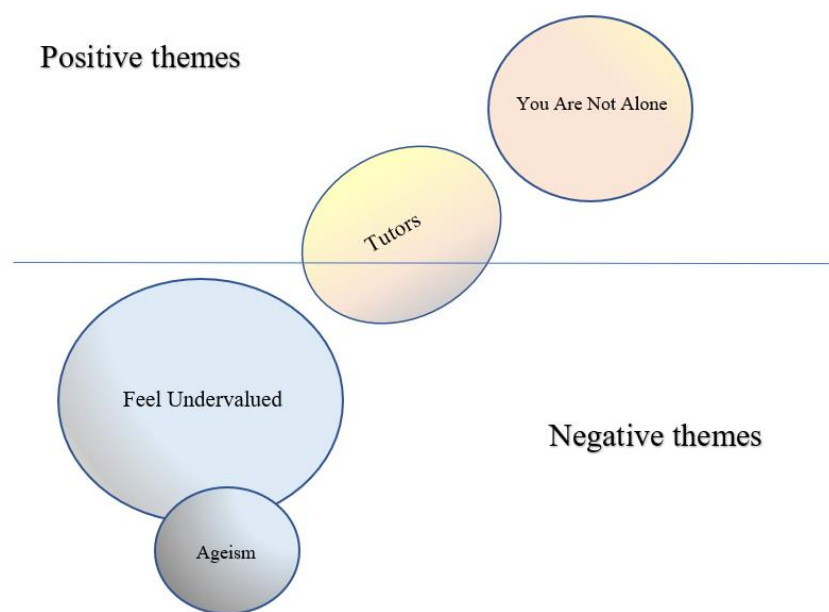 Positive themes
You Are Not Alone
Tutors
Feel Undervalued
Negative themes
Ageism